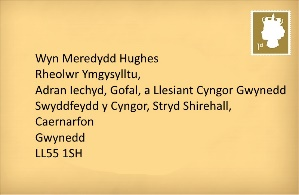 Wyn Meredydd Hughes
Rheolwr Ymgysylltu,
Adran Iechyd, Gofal, a Llesiant Cyngor Gwynedd
Swyddfeydd y Cyngor, Stryd Shirehall,
Caernarfon
Gwynedd
LL55 1SH
1d